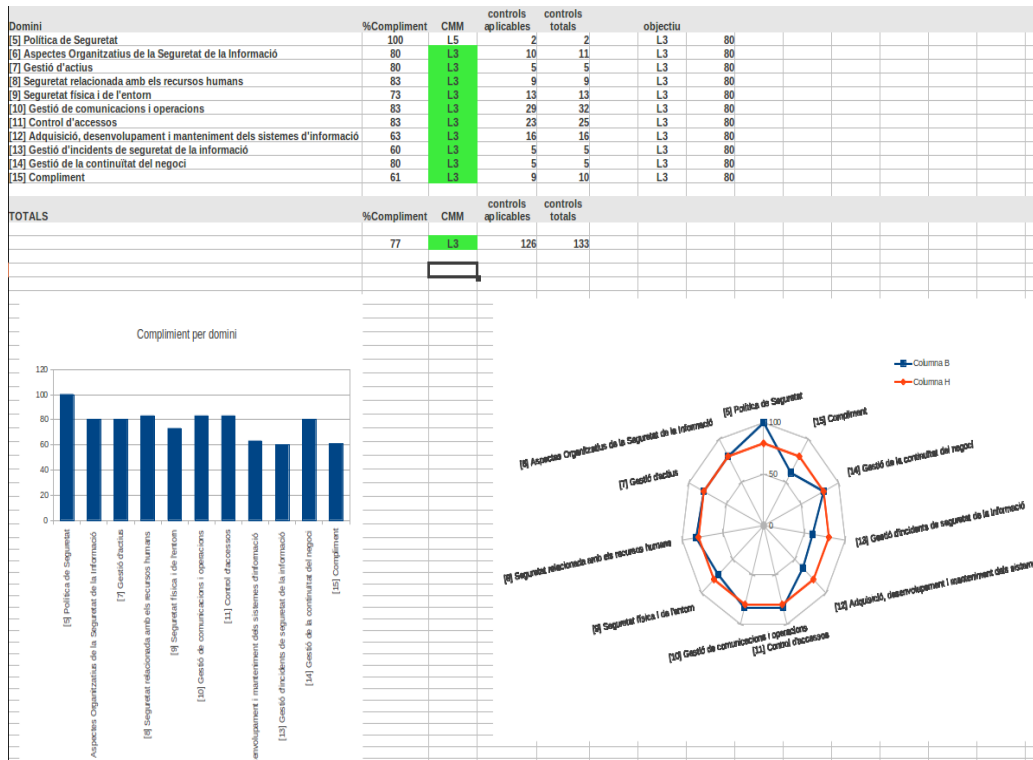 controls controls
Domini %Compliment CMM aplicables totals objectiu
[5] Política de Seguretat 100 L5 2 2 L3 80
[6] Aspectes Organitzatius de la Seguretat de la Informació 80 L3 10 11 L3 80
[7] Gestió d'actius 80 L3 5 5 L3 80
[8] Seguretat relacionada amb els recursos humans 83 L3 9 9 L3 80
[9] Seguretat física i de l'entorn 73 L3 13 13 L3 80
[10] Gestió de comunicacions i operacions 83 L3 29 32 L3 80
[11] Control d'accessos 83 L3 23 25 L3 80
[12] Adquisició, desenvolupament i manteniment dels sistemes d'informació 63 L3 16 16 L3 80
[13] Gestió d'incidents de seguretat de la informació 60 L3 5 5 L3 80
[14] Gestió de la continuïtat del negoci 80 L3 5 5 L3 80
[15] Compliment 61 L3 9 10 L3 80
controls controls
TOTALS %Compliment CMM aplicables totals
77 L3 126 133
Complimient per domini
120
100
80
60
40
20
0
[5] Política de Seguretat
Aspectes Organitzatius de la Seguretat de la Informació
[7] Gestió d'actius
[8] Seguretat relacionada amb els recursos humans
[9] Seguretat física i de l'entorn
[10] Gestió de comunicacions i operacions
[11] Control d'accessos
envolupament i manteniment dels sistemes d'informació
[13] Gestió d'incidents de seguretat de la informació
[14] Gestió de la continuïtat del negoci
[15] Compliment
Columna B
Columna H
[5] Política de Seguretat
[15] Compliment
[6] Aspectes Organitzatius de la Seguretat de la Informació
[14] Gestió de la continuïtat del negoci
[7] Gestió d'actius
[13] Gestió d'incidents de seguretat de la informació
[8] Seguretat relacionada amb els recursos humans
[12] Adquisició, desenvolupament i manteniment dels sistem
[9] Seguretat física i de l'entorn
[10] Gestió de comunicacions i operacions
[11] Control d'accessos
100
50
0